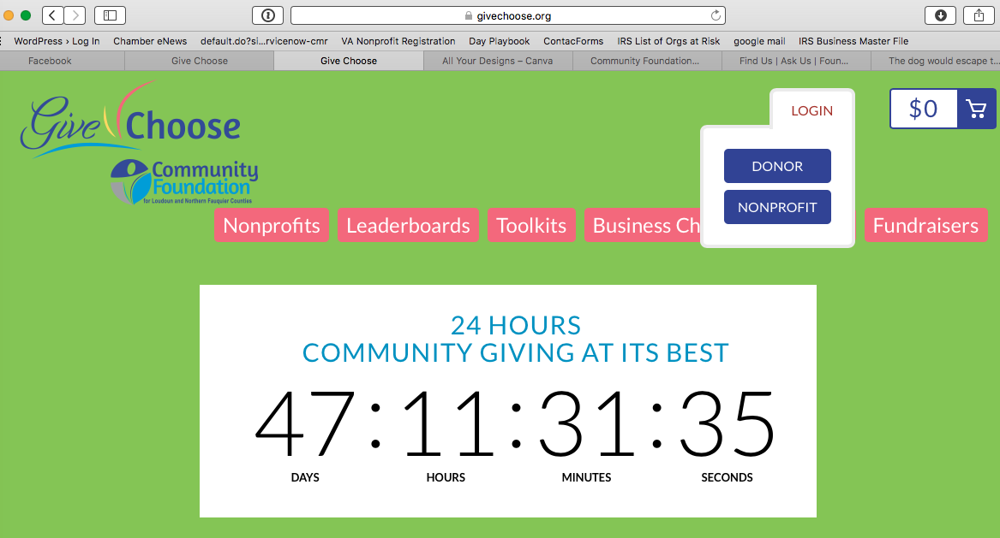 givechoose.org
WordPress › Log In Chamber eNews default.do?si...rvicenow-cmr VA Nonprofit Registration Day Playbook ContacForms IRS List of Orgs at Risk google mail IRS Business Master File
Facebook Give Choose Give Choose All Your Designs – Canva Community Foundation... Find Us | Ask Us | Foun... The dog would escape t...
Give Choose
Community
Foundation
for Loudoun and Northern Fauquier Counties
LOGIN
$0
DONOR
NONPROFIT
Nonprofits Leaderboards Toolkits Business Ch Fundraisers
24 HOURS
COMMUNITY GIVING AT ITS BEST
47:11:31:35
DAYS HOURS MINUTES SECONDS